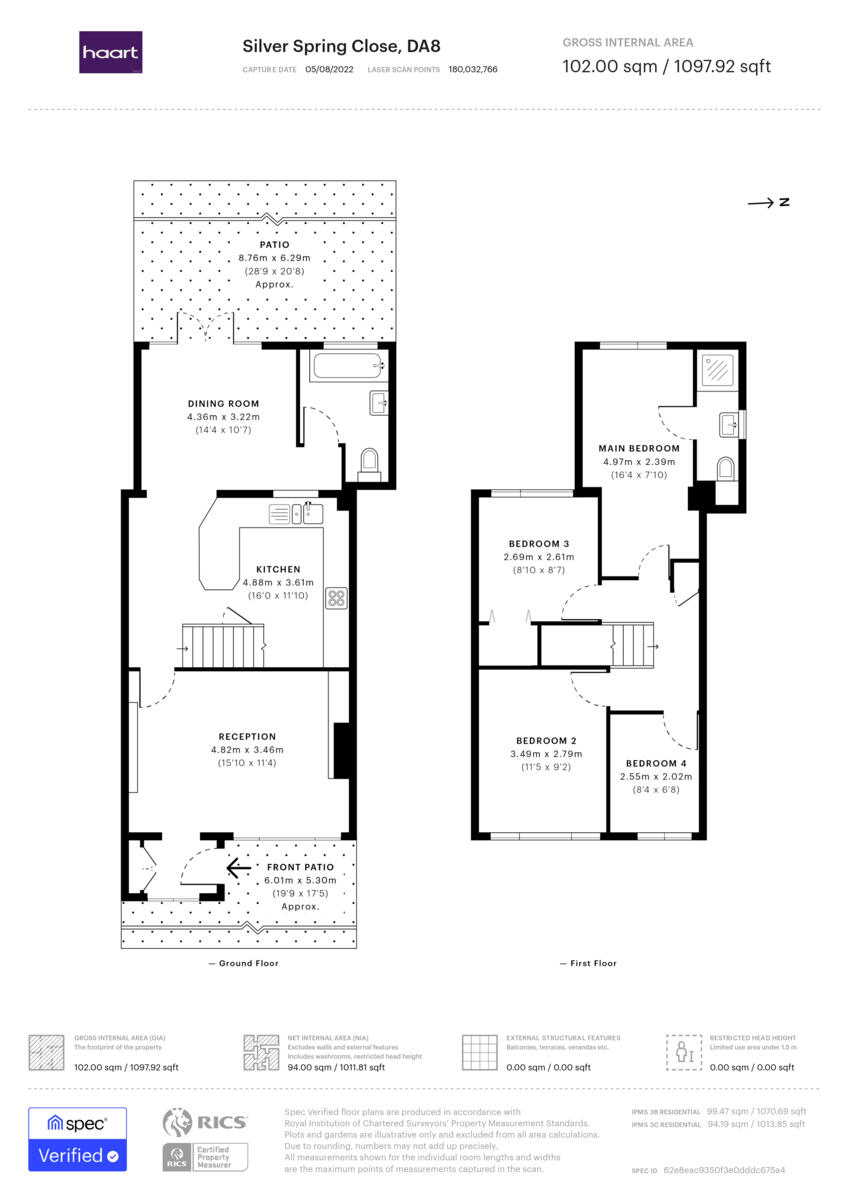 haart
Silver Spring Close, DA8
CAPTURE DATE 05/08/2022 LASER SCAN POINTS 180,032,766
GROSS INTERNAL AREA
102.00 sqm / 1097.92 sqft
N
PATIO
8.76m x 6.29m
(28'9 x 20'8)
Approx.
DINING ROOM
4.36m x 3.22m
(14'4 x 10'7)
KITCHEN
4.88m x 3.61m
(16'0 x 11'10)
RECEPTION
4.82m x 3.46m
(15'10 x 11'4)
FRONT PATIO
6.01m x 5.30m
(19'9 x 17'5)
Approx.
— Ground Floor
MAIN BEDROOM
4.97m x 2.39m
(16'4 x 7'10)
BEDROOM 3
2.69m x 2.61m
(8'10 x 8'7)
BEDROOM 2
3.49m x 2.79m
(11'5 x 9'2)
BEDROOM 4
2.55m x 2.02m
(8'4 x 6'8)
— First Floor
GROSS INTERNAL AREA (GIA)
The footprint of the property
102.00 sqm / 1097.92 sqft
NET INTERNAL AREA (NIA)
Excludes walls and external features
Includes washrooms, restricted head height
94.00 sqm / 1011.81 sqft
EXTERNAL STRUCTURAL FEATURES
Balconies, terraces, verandas etc.
0.00 sqm / 0.00 sqft
RESTRICTED HEAD HEIGHT
Limited use area under 1.5 m
0.00 sqm / 0.00 sqft
spec®
Verified
RICS®
RICS
Certified
Property
Measurer
Spec Verified floor plans are produced in accordance with
Royal Institution of Chartered Surveyors' Property Measurement Standards.
Plots and gardens are illustrative only and excluded from all area calculations.
Due to rounding, numbers may not add up precisely.
All measurements shown for the individual room lengths and widths
are the maximum points of measurements captured in the scan.
IPMS 3B RESIDENTIAL 99.47 sqm / 1070.69 sqft
IPMS 3C RESIDENTIAL 94.19 sqm / 1013.85 sqft
SPEC ID 62e8eac9350f3e0dddc675a4